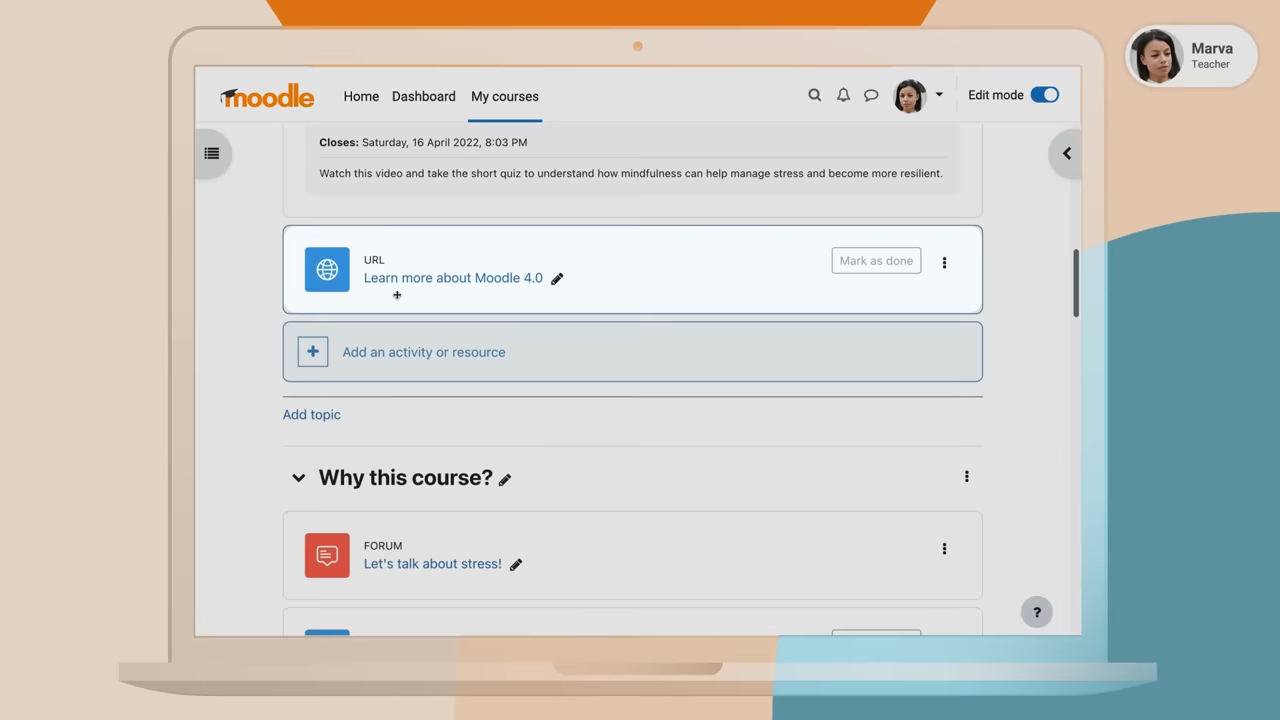 Marva
Teacher
moodle
Home
Dashboard
My courses
Edit mode
Closes: Saturday, 16 April 2022, 8:03 PM
Watch this video and take the short quiz to understand how mindfulness can help manage stress and become more resilient.
URL
Learn more about Moodle 4.0
Mark as done
Add an activity or resource
Add topic
Why this course?
FORUM
Let's talk about stress!
?